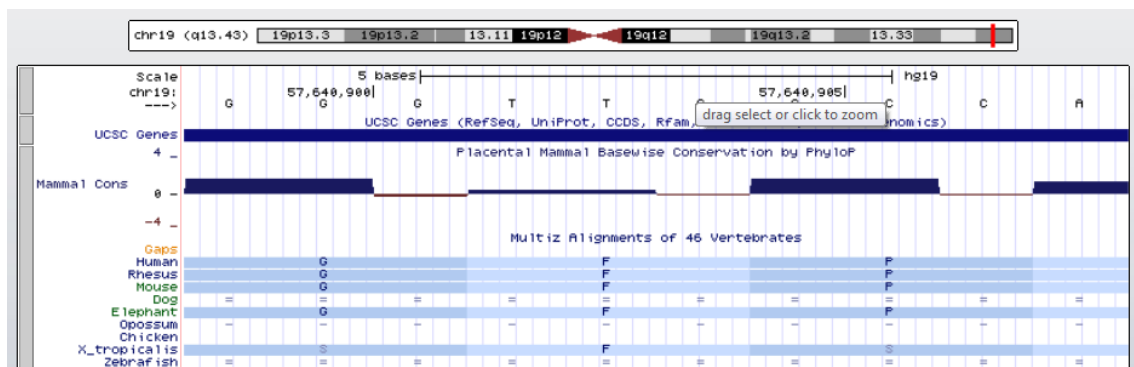 chr19 (q13.43) 19p13.3 19p13.2 13.11 19p12 19q12 19q13.2 13.33
Scale 5 bases hg19
chr19: 57,640,900| 57,640,905|
---> G G G T T C C A
drag select or click to zoom
UCSC Genes (RefSeq, UniProt, CCDS, Rfam, nomics)
UCSC Genes
4 _ Placental Mammal Basewise Conservation by PhyloP
Mammal Cons
0 -
-4 _
Multiz Alignments of 46 Vertebrates
Gaps
Human G F P
Rhesus G F P
Mouse G F P
Dog = = = = = = = = = =
Elephant G F P
Opossum - - - - - - - - - -
Chicken
X_tropicalis S F S
Zebrafish = = = = = = = = = =